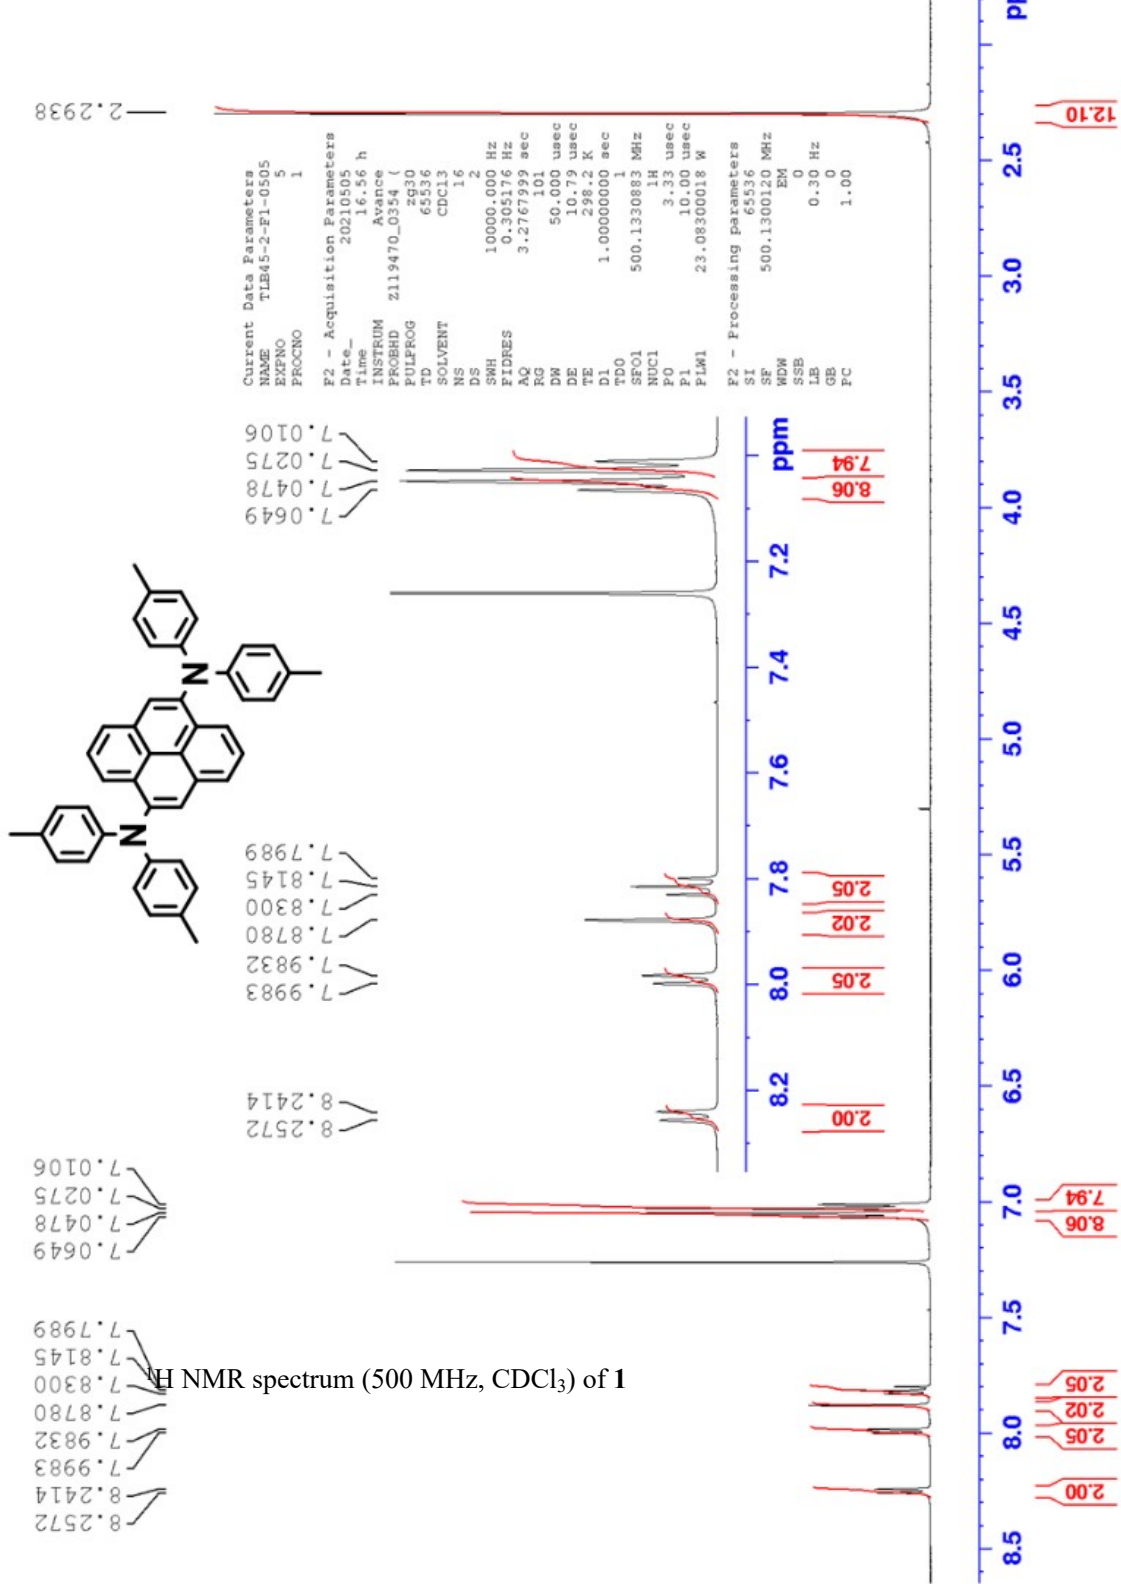 2.2938
7.0106
7.0275
7.0478
7.0649
7.7989
7.8145
7.8300
7.8780
7.9832
7.9983
8.2414
8.2572
N
N
7.0106
7.0275
7.0478
7.0649
7.7989
7.8145
7.8300
7.8780
7.9832
7.9983
8.2414
8.2572
Current Data Parameters
NAME TLB45-2-F1-0505
EXPNO 5
PROCNO 1
F2 - Acquisition Parameters
Date_ 20210505
Time 16.56 h
INSTRUM Avance
PROBHD Z119470_0354 (
PULPROG zg30
TD 65536
SOLVENT CDCl3
NS 16
DS 2
SWH 10000.000 Hz
FIDRES 0.305176 Hz
AQ 3.2767999 sec
RG 101
DW 50.000 usec
DE 10.79 usec
TE 298.2 K
D1 1.00000000 sec
TD0 1
SFO1 500.1330883 MHz
NUC1 1H
P0 3.33 usec
P1 10.00 usec
PLW1 23.08300018 W
F2 - Processing parameters
SI 65536
SF 500.1300120 MHz
WDW EM
SSB 0
LB 0.30 Hz
GB 0
PC 1.00
8.2 8.0 7.8 7.6 7.4 7.2 ppm
2.00 2.05 2.02 2.05 8.06 7.94
¹H NMR spectrum (500 MHz, CDCl₃) of 1
8.5 8.0 7.5 7.0 6.5 6.0 5.5 5.0 4.5 4.0 3.5 3.0 2.5
2.00 2.05 2.02 2.05 8.06 7.94 12.10